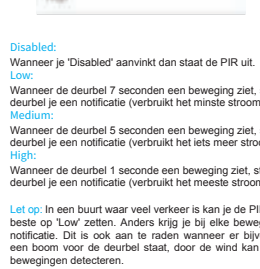 Disabled:
Wanneer je 'Disabled' aanvinkt dan staat de PIR uit.
Low:
Wanneer de deurbel 7 seconden een beweging ziet,
deurbel je een notificatie (verbruikt het minste stroom
Medium:
Wanneer de deurbel 5 seconden een beweging ziet,
deurbel je een notificatie (verbruikt het iets meer
High:
Wanneer de deurbel 1 seconde een beweging ziet,
deurbel je een notificatie (verbruikt het meeste stroom
Let op: In een buurt waar veel verkeer is kan je de
beste op 'Low' zetten. Anders krijg je bij elke
notificatie. Dit is ook aan te raden wanneer er
een boom voor de deurbel staat, door de wind kan
bewegingen detecteren.